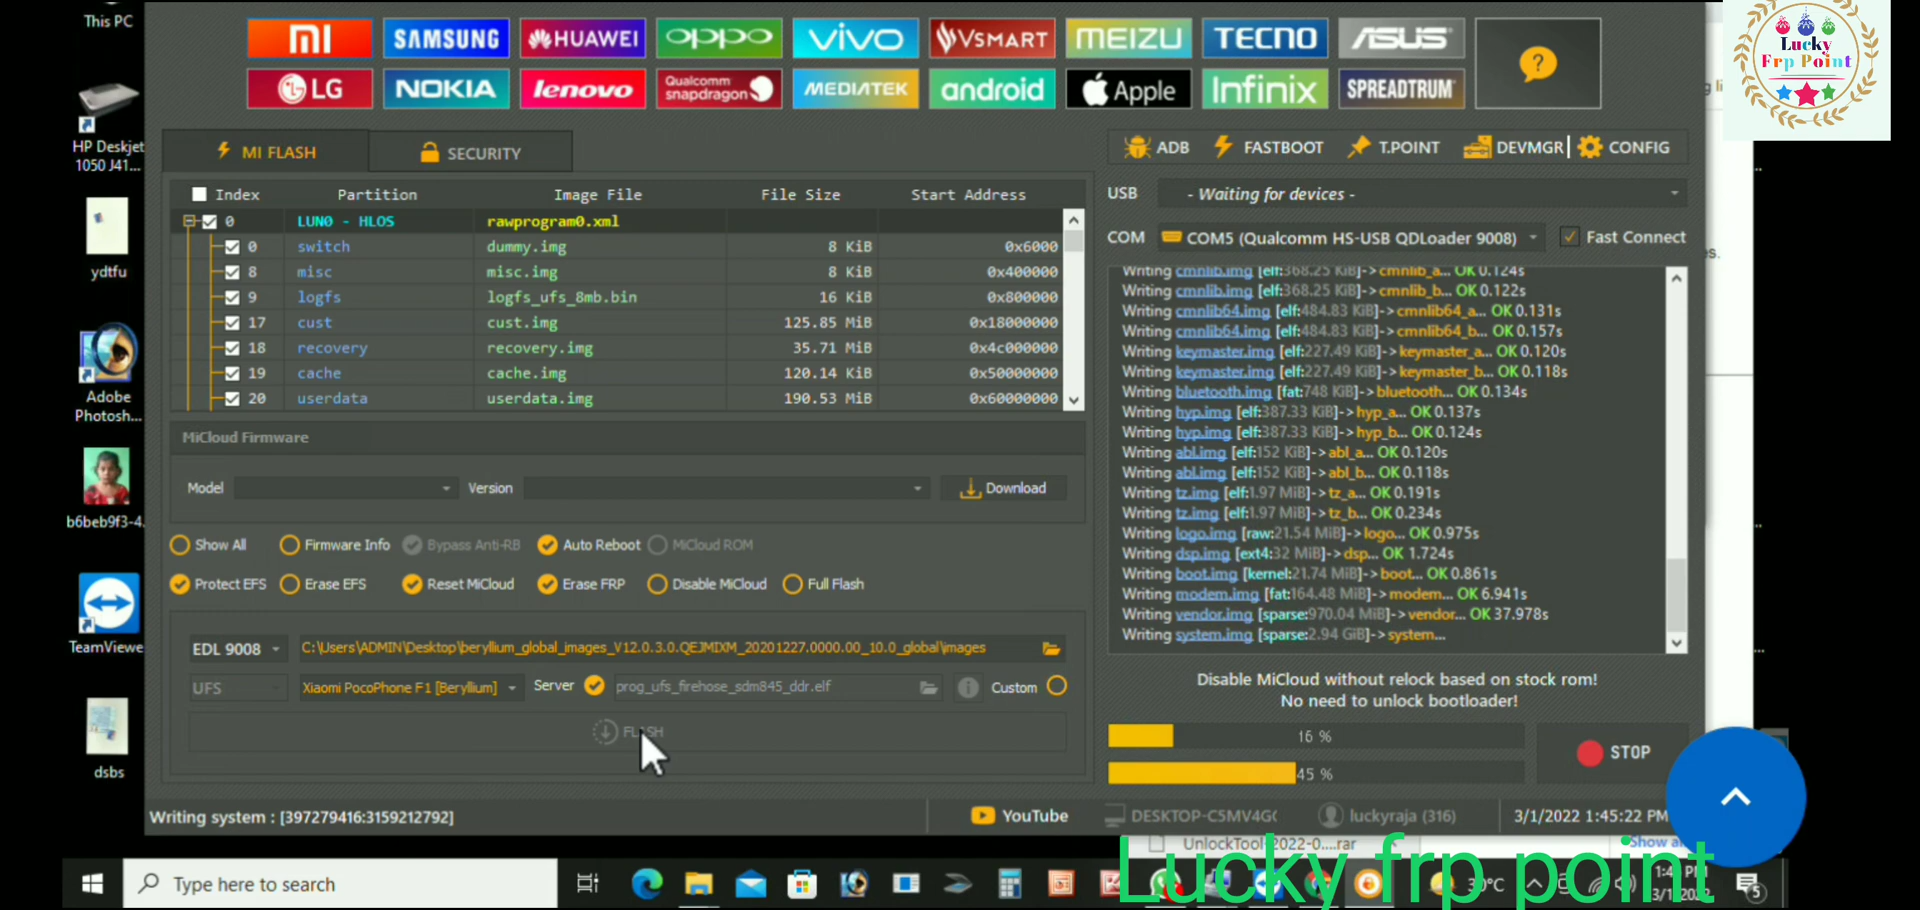 This PC
HP Deskjet
1050 J41...
ydtfu
Adobe
Photosh...
b6beb9f3-4.
TeamViewe
dsbs
mi
SAMSUNG
HUAWEI
oppo
vivo
VSMART
MEIZU
TECNO
ASUS
?
LG
NOKIA
lenovo
Qualcomm
snapdragon
MEDIATEK
android
Apple
Infinix
SPREADTRUM
Lucky
Frp Point
MI FLASH
SECURITY
ADB
FASTBOOT
T.POINT
DEVMGR
CONFIG
Index Partition Image File File Size Start Address
0 LUN0 - HLOS rawprogram0.xml
0 switch dummy.img 8 KiB 0x6000
8 misc misc.img 8 KiB 0x400000
9 logfs logfs_ufs_8mb.bin 16 KiB 0x800000
17 cust cust.img 125.85 MiB 0x18000000
18 recovery recovery.img 35.71 MiB 0x4c000000
19 cache cache.img 120.14 KiB 0x50000000
20 userdata userdata.img 190.53 MiB 0x60000000
MiCloud Firmware
Model
Version
Download
Show All Firmware Info Bypass Anti-RB Auto Reboot MiCloud ROM
Protect EFS Erase EFS Reset MiCloud Erase FRP Disable MiCloud Full Flash
EDL 9008 C:\Users\ADMIN\Desktop\beryllium_global_images_V12.0.3.0.QEJMIXM_20201227.0000.00_10.0_global\images
UFS Xiaomi PocoPhone F1 [Beryllium] Server prog_ufs_firehose_sdm845_ddr.elf Custom
FLASH
USB - Waiting for devices -
COM COM5 (Qualcomm HS-USB QDLoader 9008) Fast Connect
Writing cmnlib.img [elf:368.25 KiB]->cmnlib_a... OK 0.124s
Writing cmnlib.img [elf:368.25 KiB]->cmnlib_b... OK 0.122s
Writing cmnlib64.img [elf:484.83 KiB]->cmnlib64_a... OK 0.131s
Writing cmnlib64.img [elf:484.83 KiB]->cmnlib64_b... OK 0.157s
Writing keymaster.img [elf:227.49 KiB]->keymaster_a... OK 0.120s
Writing keymaster.img [elf:227.49 KiB]->keymaster_b... OK 0.118s
Writing bluetooth.img [fat:748 KiB]->bluetooth... OK 0.134s
Writing hyp.img [elf:387.33 KiB]->hyp_a... OK 0.137s
Writing hyp.img [elf:387.33 KiB]->hyp_b... OK 0.124s
Writing abl.img [elf:152 KiB]->abl_a... OK 0.120s
Writing abl.img [elf:152 KiB]->abl_b... OK 0.118s
Writing tz.img [elf:1.97 MiB]->tz_a... OK 0.191s
Writing tz.img [elf:1.97 MiB]->tz_b... OK 0.234s
Writing logo.img [raw:21.54 MiB]->logo... OK 0.975s
Writing dsp.img [ext4:32 MiB]->dsp... OK 1.724s
Writing boot.img [kernel:21.74 MiB]->boot... OK 0.861s
Writing modem.img [fat:164.48 MiB]->modem... OK 6.941s
Writing vendor.img [sparse:970.04 MiB]->vendor... OK 37.978s
Writing system.img [sparse:2.94 GiB]->system...
Disable MiCloud without relock based on stock rom!
No need to unlock bootloader!
16 %
45 %
STOP
Writing system : [397279416:3159212792]
YouTube
DESKTOP-C5MV4G
luckyraja (316)
3/1/2022 1:45:22 PM
UnlockTool-2022-0....rar
Show a
Lucky frp point
Type here to search
5